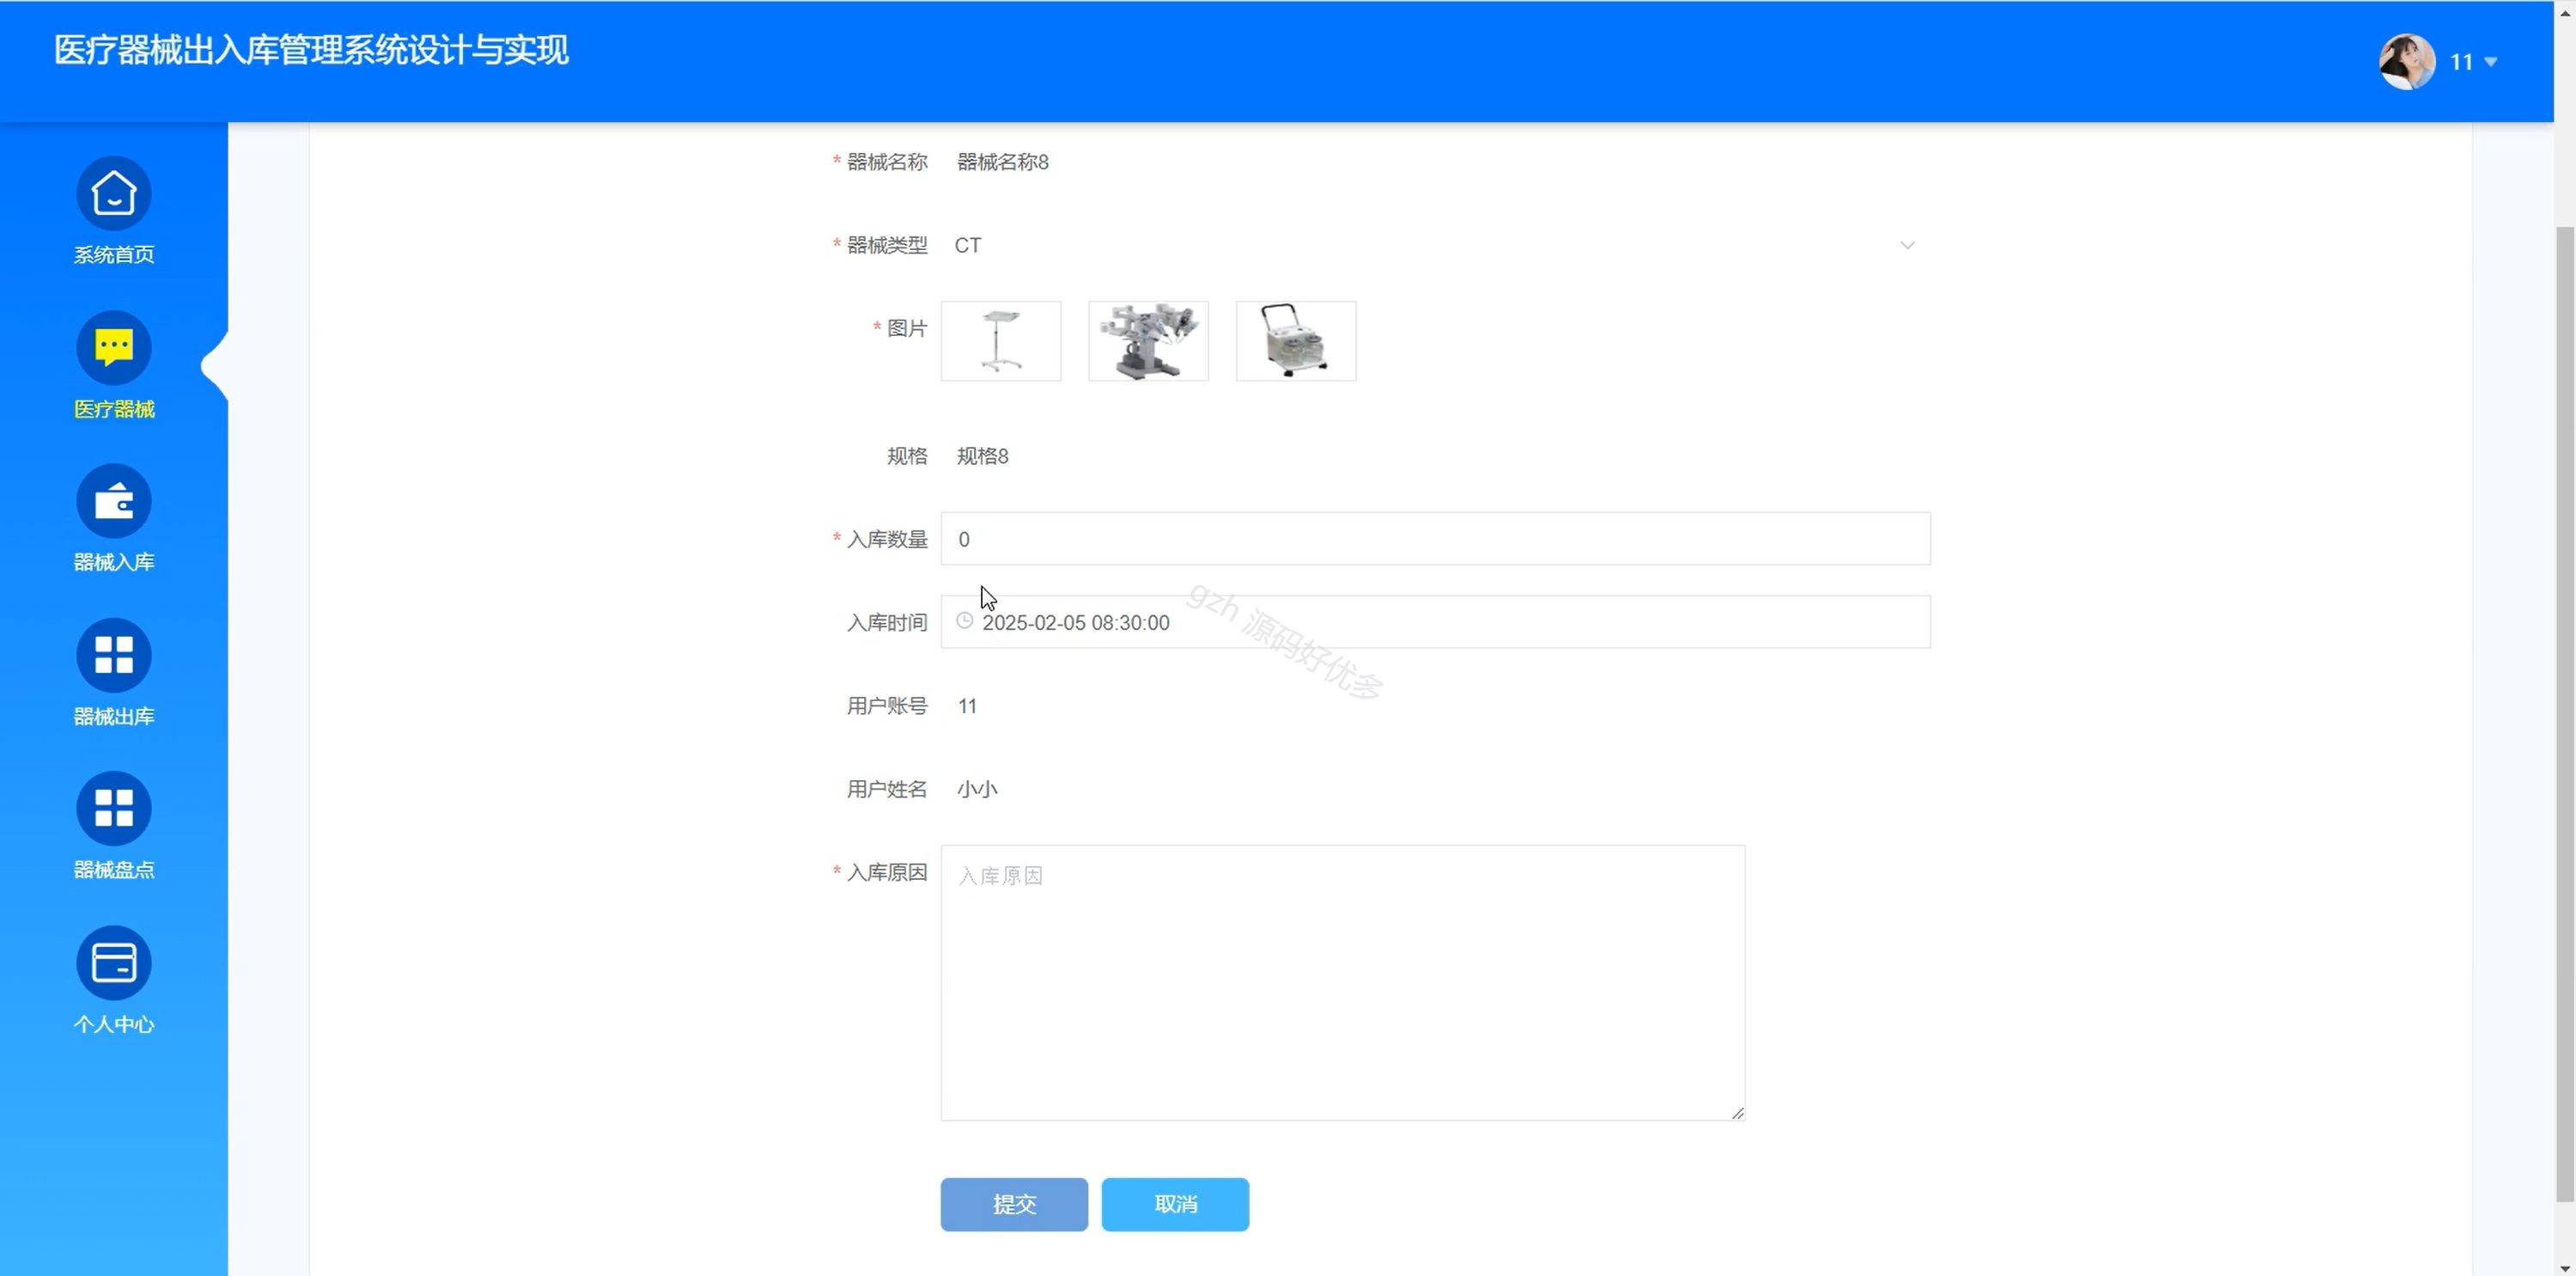 医疗器械出入库管理系统设计与实现
11
系统首页
医疗器械
器械入库
器械出库
器械盘点
个人中心
* 器械名称 器械名称8
* 器械类型 CT
* 图片
规格 规格8
* 入库数量 0
入库时间 2025-02-05 08:30:00
用户账号 11
用户姓名 小小
* 入库原因 入库原因
提交 取消
gzh 源码好优多